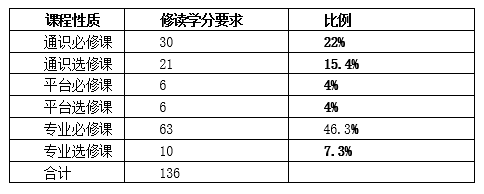 课程性质 修读学分要求 比例
通识必修课 30 22%
通识选修课 21 15.4%
平台必修课 6 4%
平台选修课 6 4%
专业必修课 63 46.3%
专业选修课 10 7.3%
合计 136